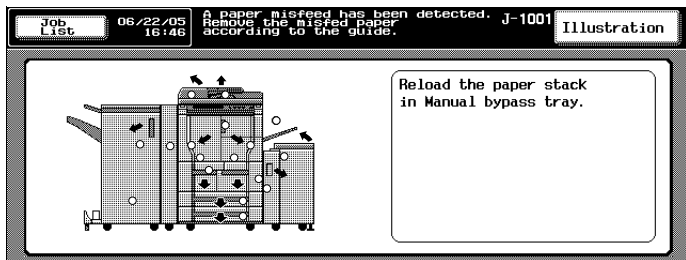 Job
List
06/22/05
16:46
A paper misfeed has been detected.
Remove the misfed paper
according to the guide.
J-1001
Illustration
Reload the paper stack
in Manual bypass tray.